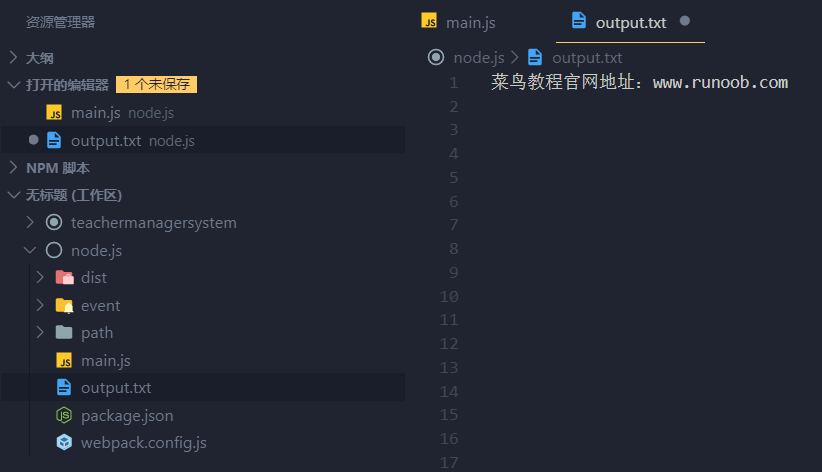 资源管理器
大纲
打开的编辑器 1 个未保存
main.js node.js
output.txt node.js
NPM 脚本
无标题 (工作区)
teachermanagersystem
node.js
dist
event
path
main.js
output.txt
package.json
webpack.config.js
main.js output.txt
node.js output.txt
1 菜鸟教程官网地址：www.runoob.com
2
3
4
5
6
7
8
9
10
11
12
13
14
15
16
17